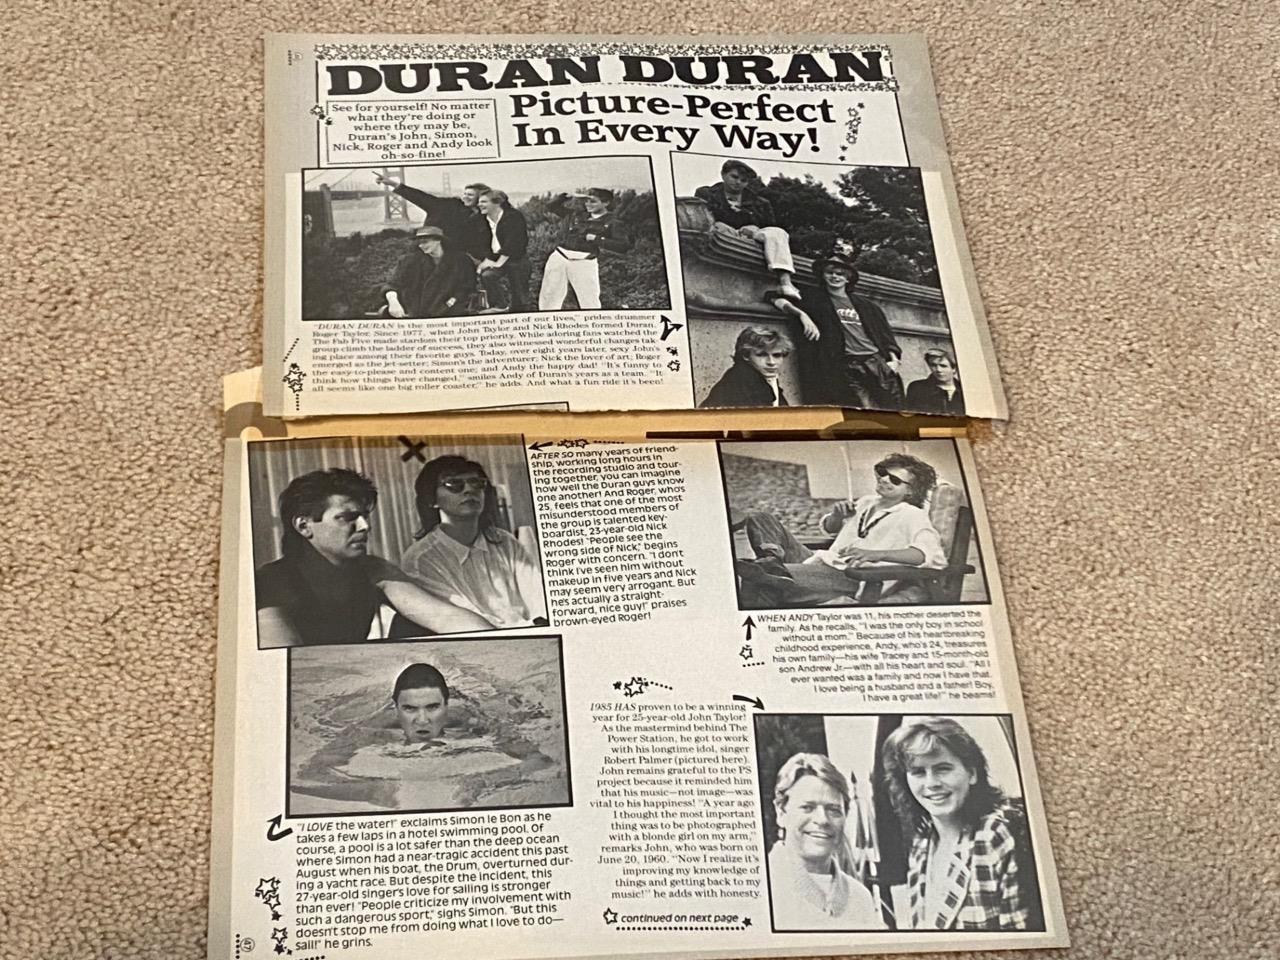 DURAN DURAN
See for yourself! No matter
what they're doing or
where they may be,
Duran's John, Simon,
Nick, Roger and Andy look
oh-so-fine!
Picture-Perfect
In Every Way!
"DURAN DURAN is the most important part of our lives," prides drummer
Roger Taylor. Since 1977, when John Taylor and Nick Rhodes formed Duran,
The Fab Five made stardom their top priority. While adoring fans watched the
group climb the ladder of success, they also witnessed wonderful changes tak-
ing place among their favorite guys. Today, over eight years later, sexy John's
emerged as the jet-setter; Simon's the adventurer; Nick the lover of art; Roger
the easy-to-please and content one; and Andy the happy dad! "It's funny to
think how things have changed," smiles Andy of Duran's years as a team. "It
all seems like one big roller coaster," he adds. And what a fun ride it's been!
AFTER SO many years of friend-
ship, working long hours in
the recording studio and tour-
ing together, you can imagine
how well the Duran guys know
one another! And Roger, who's
25, feels that one of the most
misunderstood members of
the group is talented key-
boardist, 23-year-old Nick
Rhodes! "People see the
wrong side of Nick," begins
Roger with concern. "I don't
think I've seen him without
makeup in five years and Nick
may seem very arrogant. But
he's actually a straight-
forward, nice guy!" praises
brown-eyed Roger!
WHEN ANDY Taylor was 11, his mother deserted the
family. As he recalls, "I was the only boy in school
without a mom." Because of his heartbreaking
childhood experience, Andy, who's 24, treasures
his own family—his wife Tracey and 15-month-old
son Andrew Jr.—with all his heart and soul. "All I
ever wanted was a family and now I have that.
I love being a husband and a father! Boy,
I have a great life!" he beams!
1985 HAS proven to be a winning
year for 25-year-old John Taylor!
As the mastermind behind The
Power Station, he got to work
with his longtime idol, singer
Robert Palmer (pictured here).
John remains grateful to the PS
project because it reminded him
that his music—not image—was
vital to his happiness! "A year ago
I thought the most important
thing was to be photographed
with a blonde girl on my arm,"
remarks John, who was born on
June 20, 1960. "Now I realize it's
improving my knowledge of
things and getting back to my
music!" he adds with honesty.
continued on next page
"I LOVE the water!" exclaims Simon le Bon as he
takes a few laps in a hotel swimming pool. Of
course, a pool is a lot safer than the deep ocean
where Simon had a near-tragic accident this past
August when his boat, the Drum, overturned dur-
ing a yacht race. But despite the incident, this
27-year-old singer's love for sailing is stronger
than ever! "People criticize my involvement with
such a dangerous sport," sighs Simon. "But this
doesn't stop me from doing what I love to do—
sail!" he grins.
47